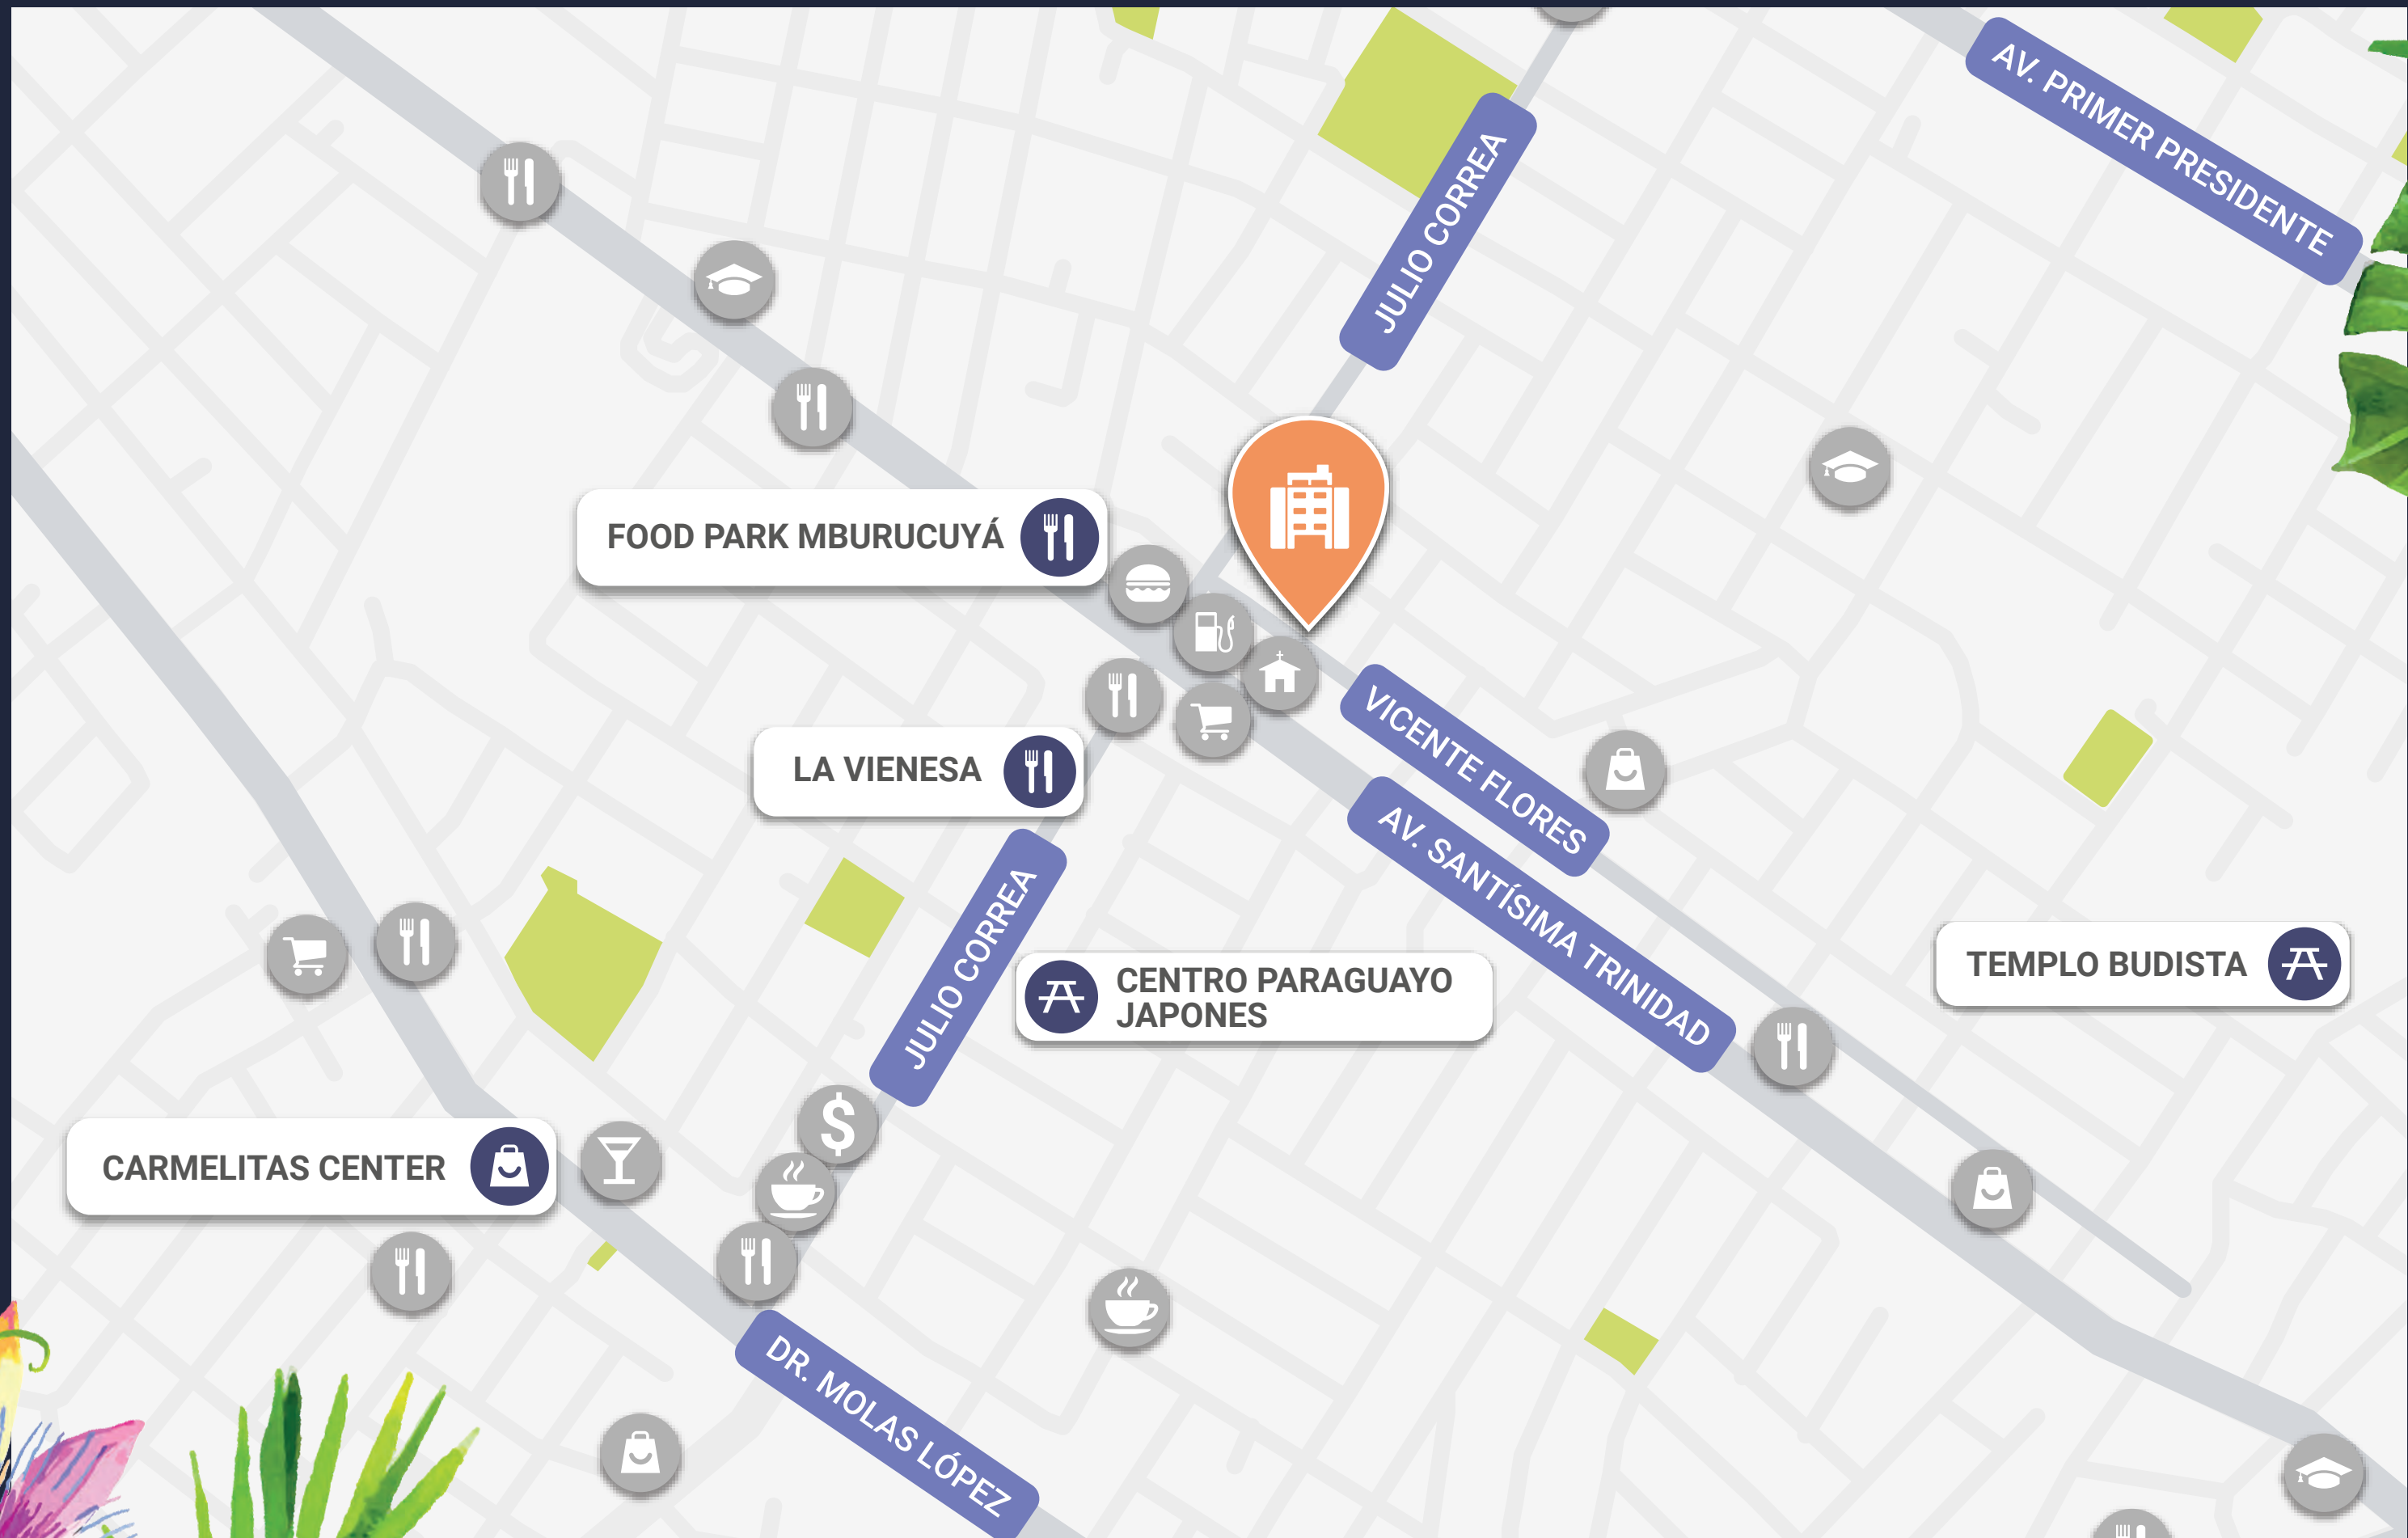 AV. PRIMER PRESIDENTE
JULIO CORREA
FOOD PARK MBURUCUYÁ
VICENTE FLORES
LA VIENESA
AV. SANTÍSIMA TRINIDAD
JULIO CORREA
CENTRO PARAGUAYO
JAPONES
TEMPLO BUDISTA
CARMELITAS CENTER
$
DR. MOLAS LÓPEZ